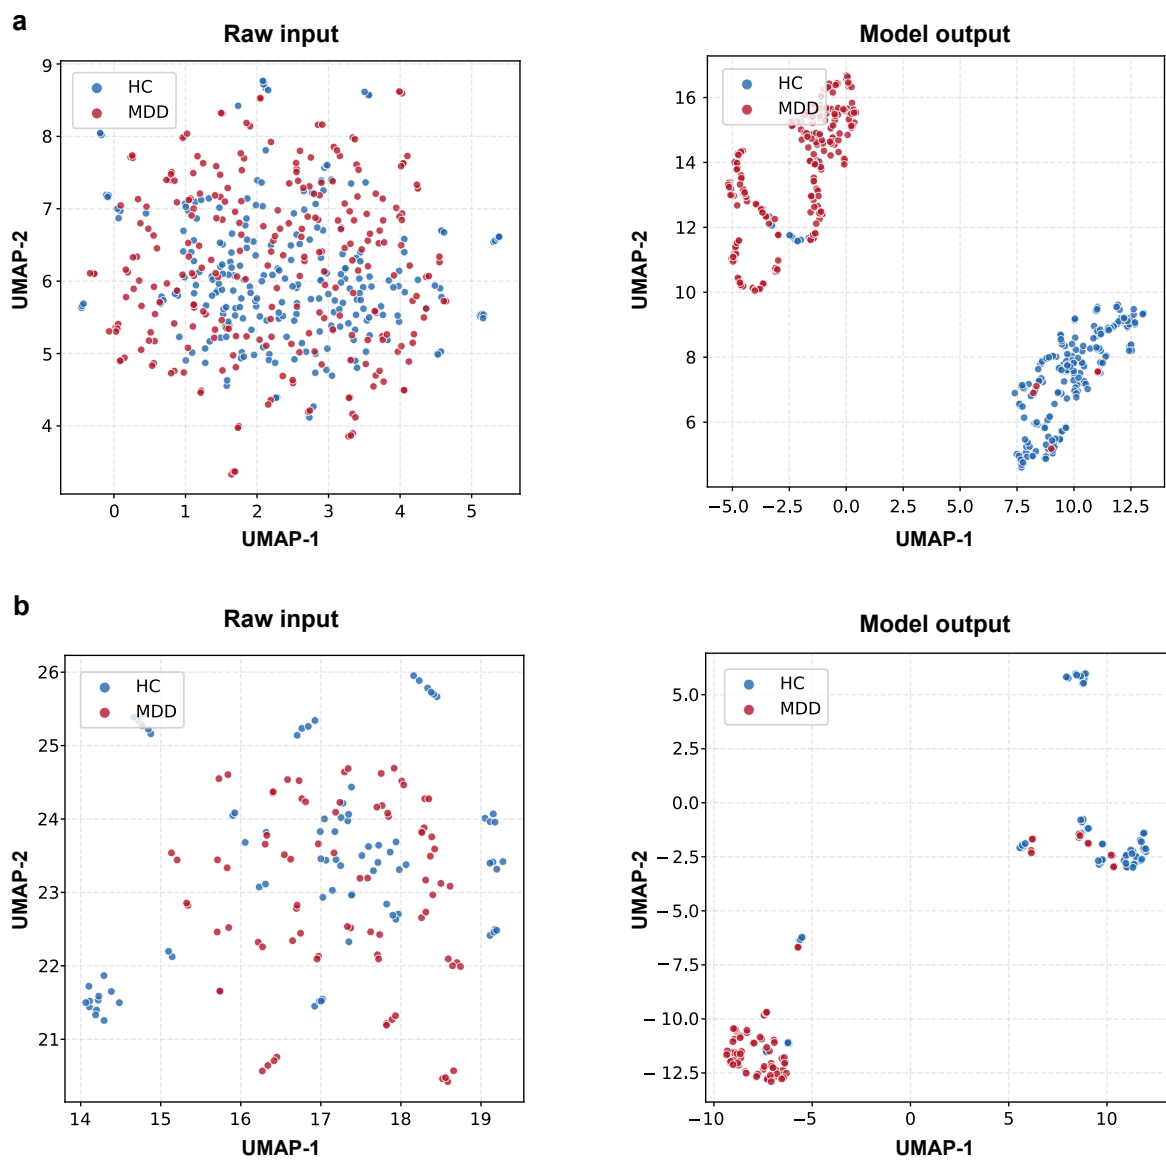 a
Raw input
Model output
HC
MDD
HC
MDD
9
8
7
6
5
4
16
14
12
10
8
6
UMAP-2
UMAP-2
0 1 2 3 4 5
−5.0 −2.5 0.0 2.5 5.0 7.5 10.0 12.5
UMAP-1
UMAP-1
b
Raw input
Model output
HC
MDD
HC
MDD
26
25
24
23
22
21
5.0
2.5
0.0
−2.5
−5.0
−7.5
−10.0
−12.5
UMAP-2
UMAP-2
14 15 16 17 18 19
−10 −5 0 5 10
UMAP-1
UMAP-1